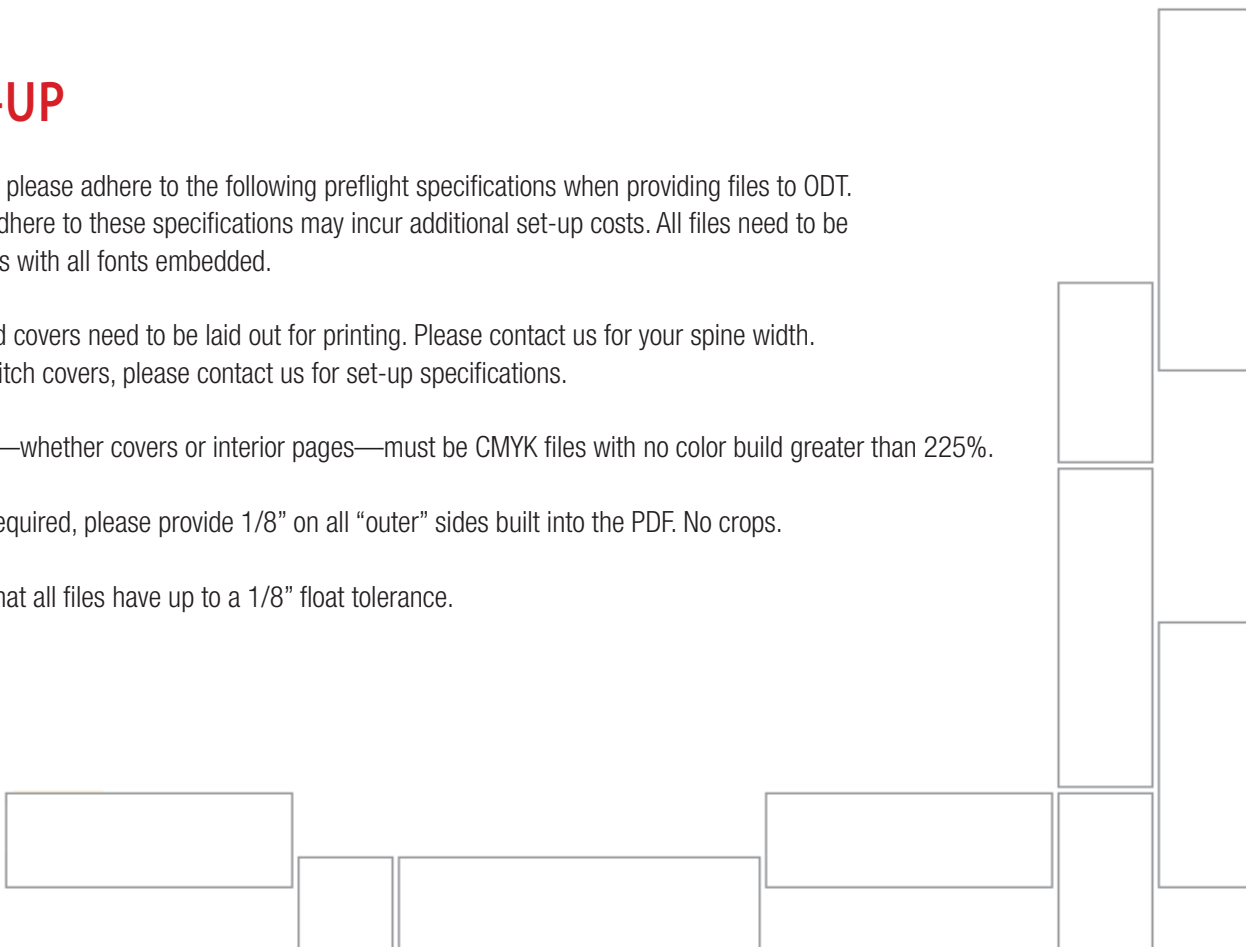 -UP
please adhere to the following preflight specifications when providing files to ODT.
dhere to these specifications may incur additional set-up costs. All files need to be
s with all fonts embedded.
d covers need to be laid out for printing. Please contact us for your spine width.
itch covers, please contact us for set-up specifications.
—whether covers or interior pages—must be CMYK files with no color build greater than 225%.
equired, please provide 1/8” on all “outer” sides built into the PDF. No crops.
hat all files have up to a 1/8” float tolerance.